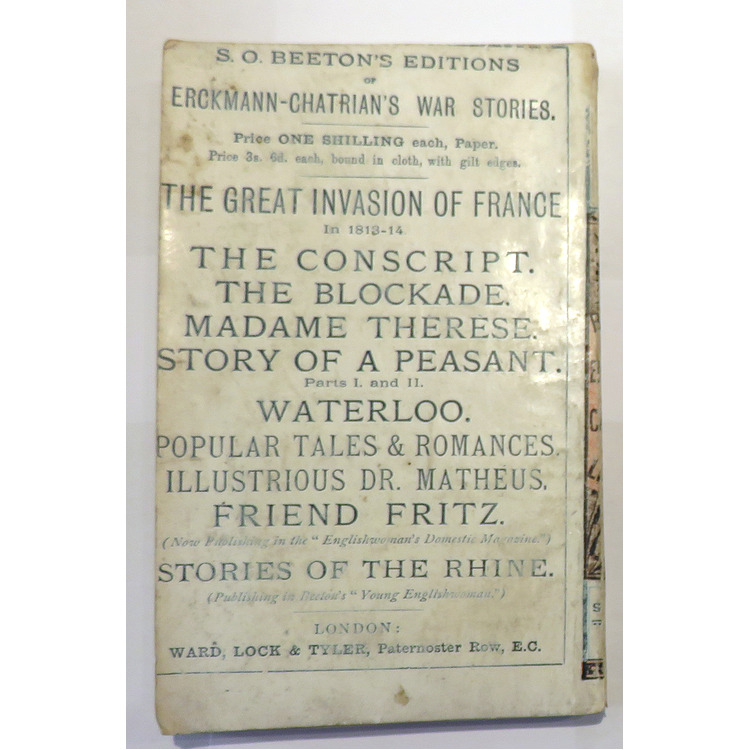 S. O. BEETON'S EDITIONS
OF
ERCKMANN-CHATRIAN'S WAR STORIES.
Price ONE SHILLING each, Paper.
Price 3s. 6d. each, bound in cloth, with gilt edges.
THE GREAT INVASION OF FRANCE
In 1813-14
THE CONSCRIPT.
THE BLOCKADE.
MADAME THERESE.
STORY OF A PEASANT.
Parts I. and II.
WATERLOO.
POPULAR TALES & ROMANCES.
ILLUSTRIOUS DR. MATHEUS.
FRIEND FRITZ.
(Now Publishing in the "Englishwoman's Domestic Magazine.")
STORIES OF THE RHINE.
(Publishing in Beeton's "Young Englishwoman.")
LONDON:
WARD, LOCK & TYLER, Paternoster Row, E.C.